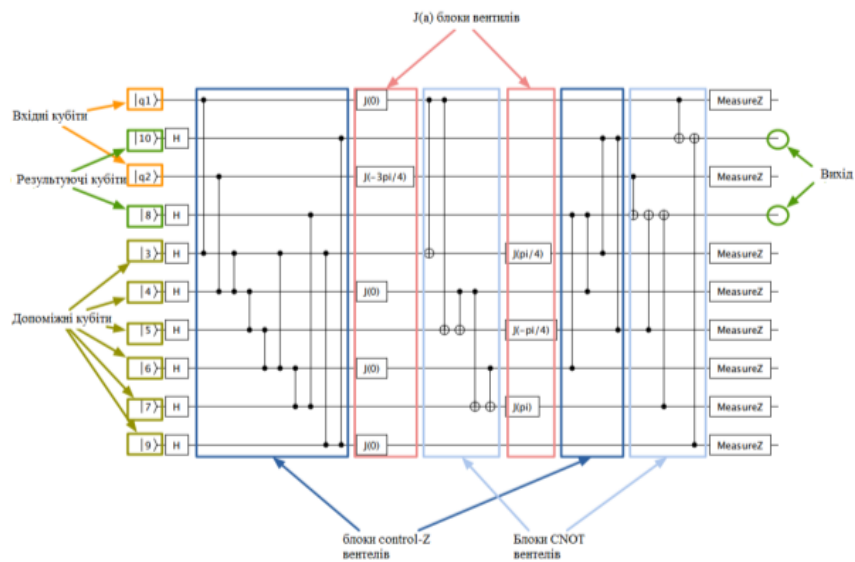 J(a) блоки вентилів
|q1⟩ J(0) MeasureZ
Вхідні кубіти
|10⟩ H
Результуючі кубіти
|q2⟩ J(-3pi/4) MeasureZ
Вихід
|8⟩ H
|3⟩ H J(pi/4) MeasureZ
|4⟩ H J(0) MeasureZ
Допоміжні кубіти
|5⟩ H J(-pi/4) MeasureZ
|6⟩ H J(0) MeasureZ
|7⟩ H J(pi) MeasureZ
|9⟩ H J(0) MeasureZ
блоки control-Z
вентелів
Блоки CNOT
вентелів